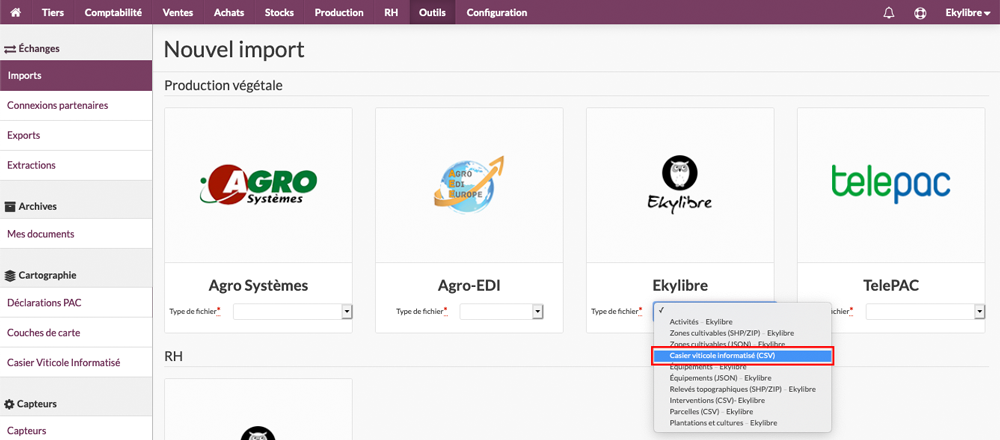 Tiers Comptabilité Ventes Achats Stocks Production RH Outils Configuration Ekylibre
Échanges
Imports
Connexions partenaires
Exports
Extractions
Archives
Mes documents
Cartographie
Déclarations PAC
Couches de carte
Casier Viticole Informatisé
Capteurs
Capteurs
Nouvel import
Production végétale
AGRO
Systèmes
AGRO
EDI
EUROPE
Ekylibre
telepac
Agro Systèmes
Agro-EDI
Ekylibre
TelePAC
Type de fichier*
Type de fichier*
Type de fichier*
Type de fichier*
Activités - Ekylibre
Zones cultivables (SHP/ZIP) - Ekylibre
Zones cultivables (JSON) - Ekylibre
Casier viticole informatisé (CSV)
Équipements - Ekylibre
Équipements (JSON) - Ekylibre
Relevés topographiques (SHP/ZIP) - Ekylibre
Interventions (CSV)- Ekylibre
Parcelles (CSV) - Ekylibre
Plantations et cultures - Ekylibre
RH